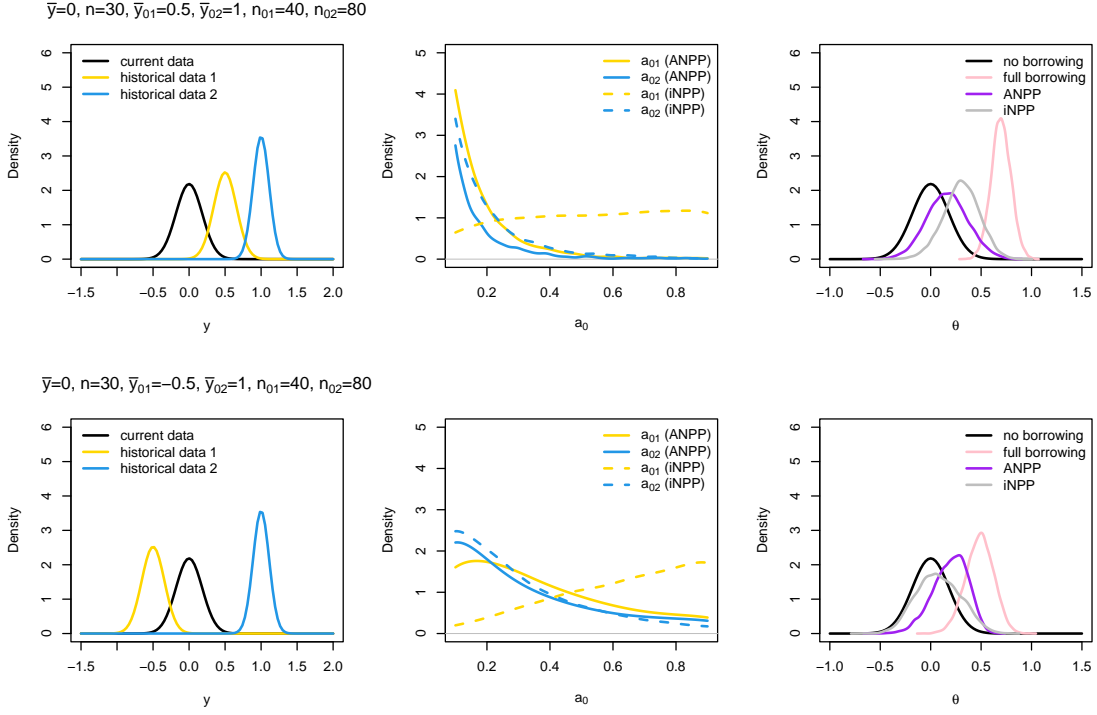 ȳ=0, n=30, ȳ₀₁=0.5, ȳ₀₂=1, n₀₁=40, n₀₂=80
Density
0 1 2 3 4 5 6
current data
historical data 1
historical data 2
−1.5 −0.5 0.0 0.5 1.0 1.5 2.0
y
Density
0 1 2 3 4 5
a₀₁ (ANPP)
a₀₂ (ANPP)
a₀₁ (iNPP)
a₀₂ (iNPP)
0.2 0.4 0.6 0.8
a₀
Density
0 1 2 3 4 5 6
no borrowing
full borrowing
ANPP
iNPP
−1.0 −0.5 0.0 0.5 1.0 1.5
θ
ȳ=0, n=30, ȳ₀₁=−0.5, ȳ₀₂=1, n₀₁=40, n₀₂=80
Density
0 1 2 3 4 5 6
current data
historical data 1
historical data 2
−1.5 −0.5 0.0 0.5 1.0 1.5 2.0
y
Density
0 1 2 3 4 5
a₀₁ (ANPP)
a₀₂ (ANPP)
a₀₁ (iNPP)
a₀₂ (iNPP)
0.2 0.4 0.6 0.8
a₀
Density
0 1 2 3 4 5 6
no borrowing
full borrowing
ANPP
iNPP
−1.0 −0.5 0.0 0.5 1.0 1.5
θ